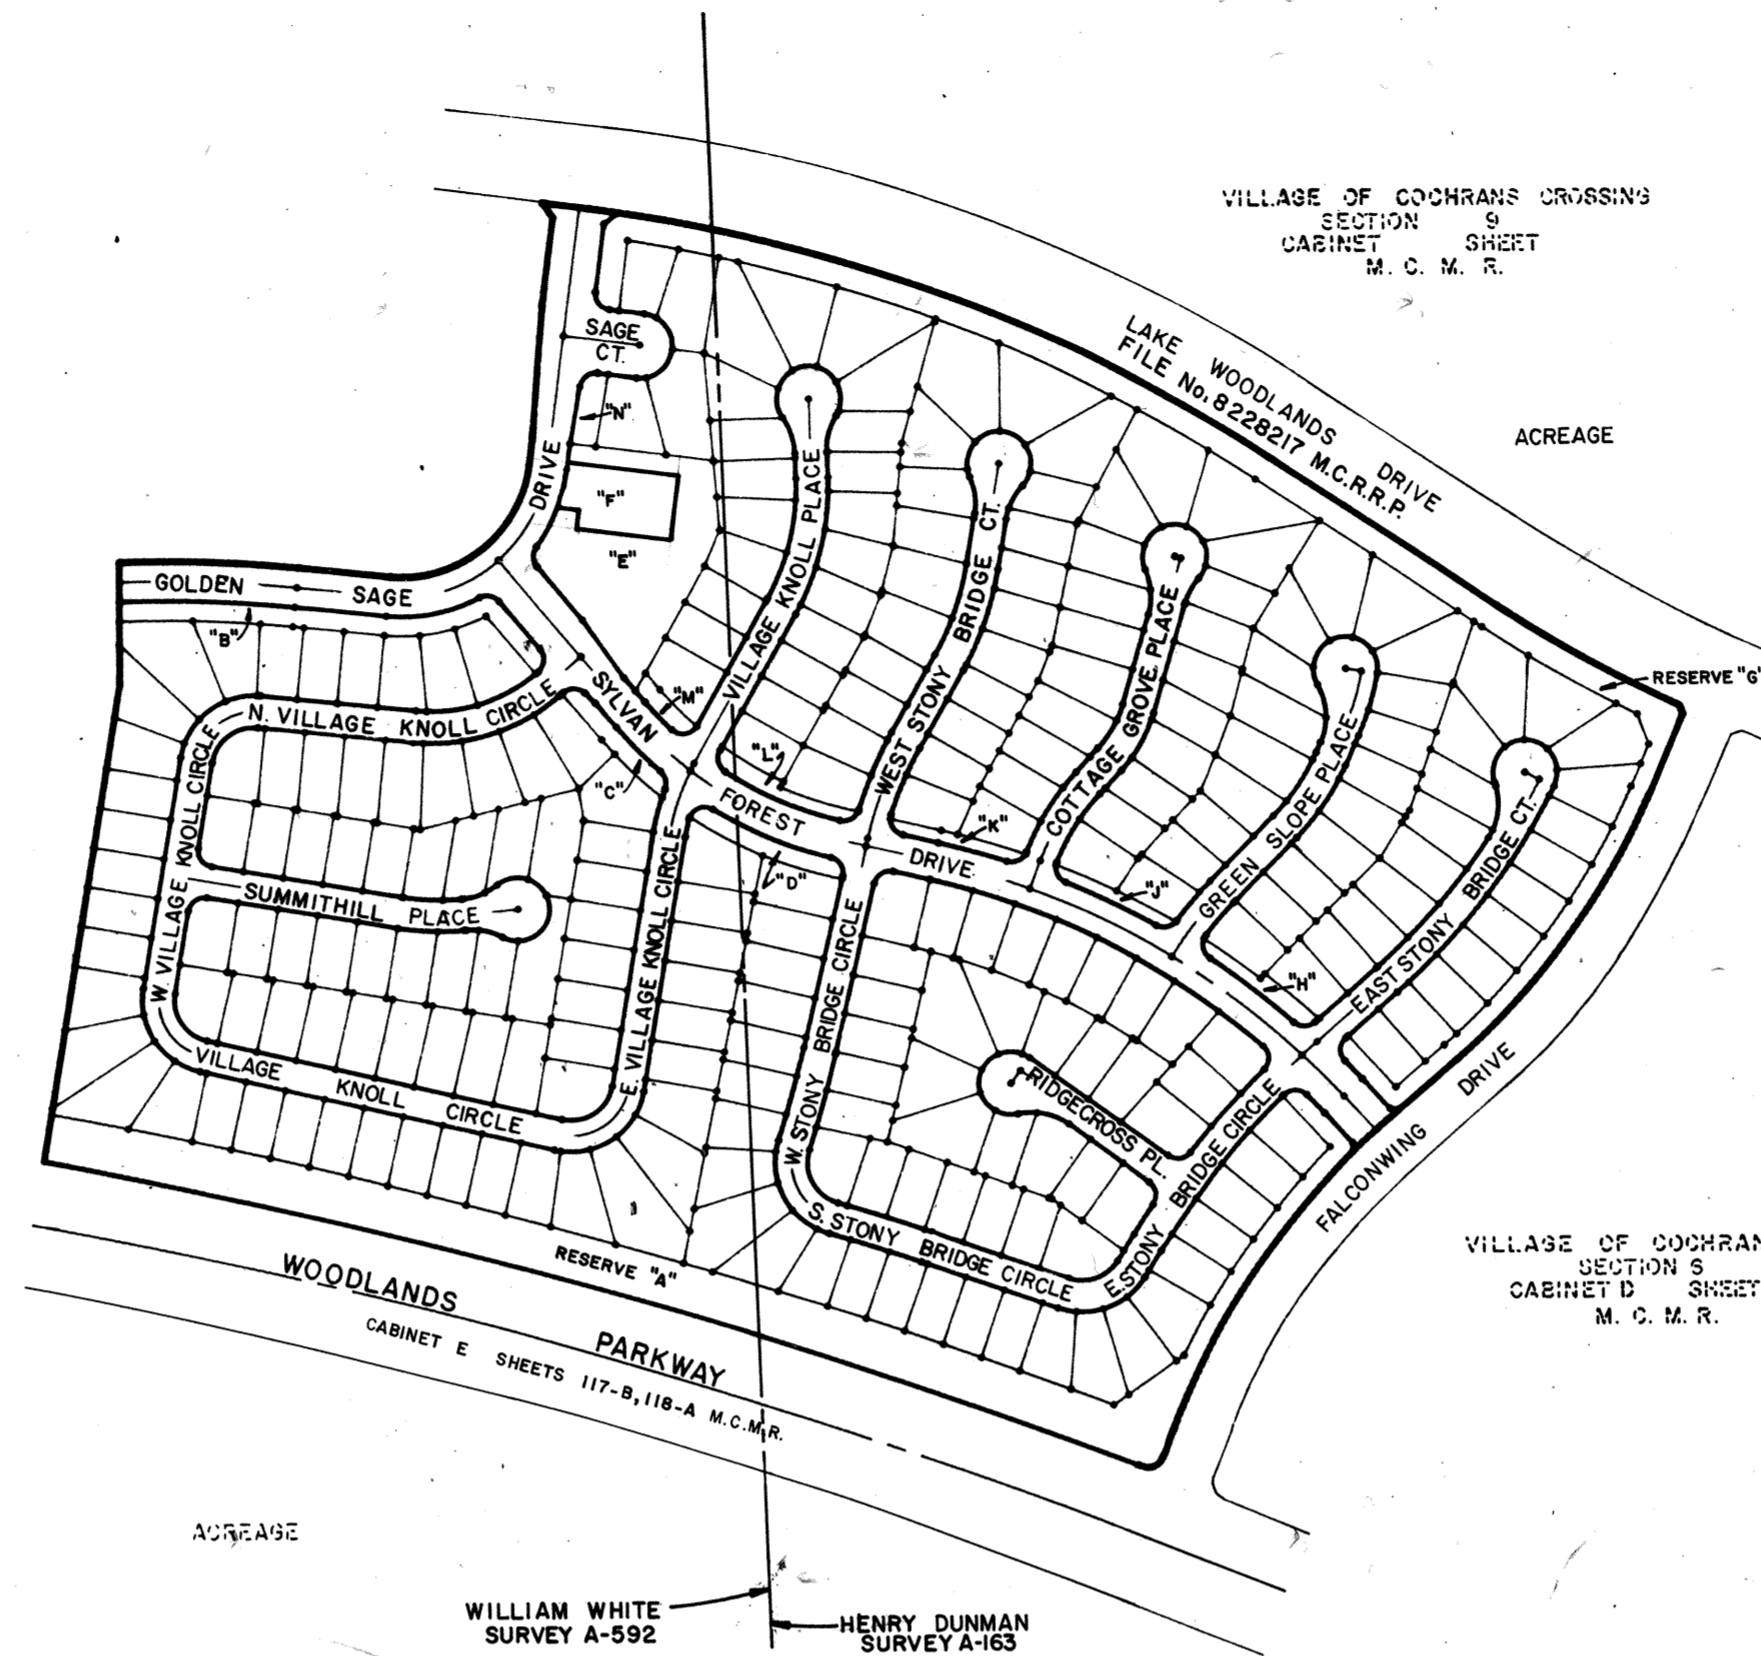 VILLAGE OF COCHRANS CROSSING
SECTION 9
CABINET SHEET
M. C. M. R.
LAKE WOODLANDS DRIVE
FILE No. 8228217 M.C.R.R.P.
ACREAGE
SAGE
CT.
"N"
DRIVE
"F"
"E"
GOLDEN SAGE
"B"
VILLAGE KNOLL PLACE
WEST STONY BRIDGE CT.
COTTAGE GROVE PLACE
GREEN SLOPE PLACE
EAST STONY BRIDGE CT.
RESERVE "G"
N. VILLAGE KNOLL CIRCLE
SYLVAN
"M"
"L"
"C"
FOREST
DRIVE
"K"
"J"
"H"
"D"
W. VILLAGE KNOLL CIRCLE
SUMMITHILL PLACE
E. VILLAGE KNOLL CIRCLE
VILLAGE KNOLL CIRCLE
W. STONY BRIDGE CIRCLE
RIDGECROSS PL.
E. STONY BRIDGE CIRCLE
S. STONY BRIDGE CIRCLE
FALCONWING DRIVE
RESERVE "A"
VILLAGE OF COCHRAN
SECTION 6
CABINET D SHEET
M. C. M. R.
WOODLANDS PARKWAY
CABINET E SHEETS 117-B, 118-A M.C.M.R.
ACREAGE
WILLIAM WHITE
SURVEY A-592
HENRY DUNMAN
SURVEY A-163